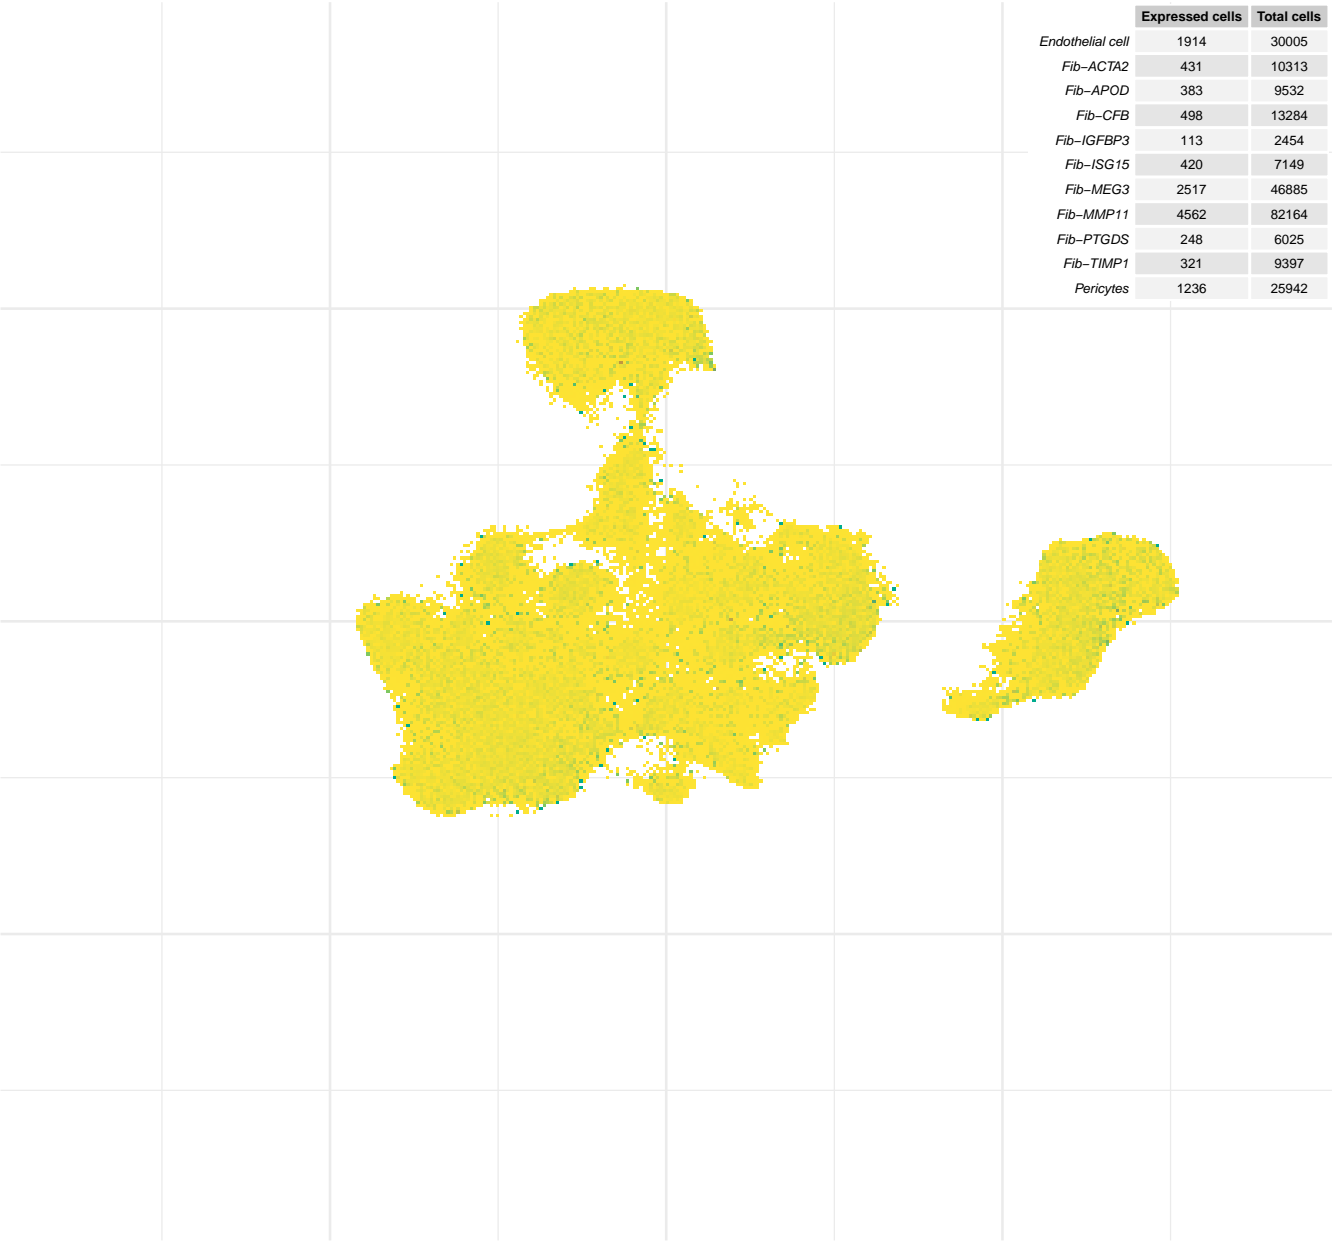 Expressed cells Total cells
Endothelial cell 1914 30005
Fib−ACTA2 431 10313
Fib−APOD 383 9532
Fib−CFB 498 13284
Fib−IGFBP3 113 2454
Fib−ISG15 420 7149
Fib−MEG3 2517 46885
Fib−MMP11 4562 82164
Fib−PTGDS 248 6025
Fib−TIMP1 321 9397
Pericytes 1236 25942